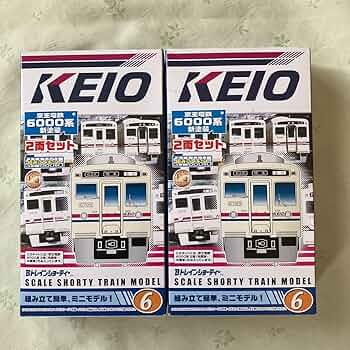 KEIO
京王電鉄
6000系
新塗装
2両セット
Bトレインショーティー
SCALE SHORTY TRAIN MODEL
組み立て簡単、ミニモデル!
6
KEIO
京王電鉄
6000系
新塗装
2両セット
Bトレインショーティー
SCALE SHORTY TRAIN MODEL
組み立て簡単、ミニモデル!
6